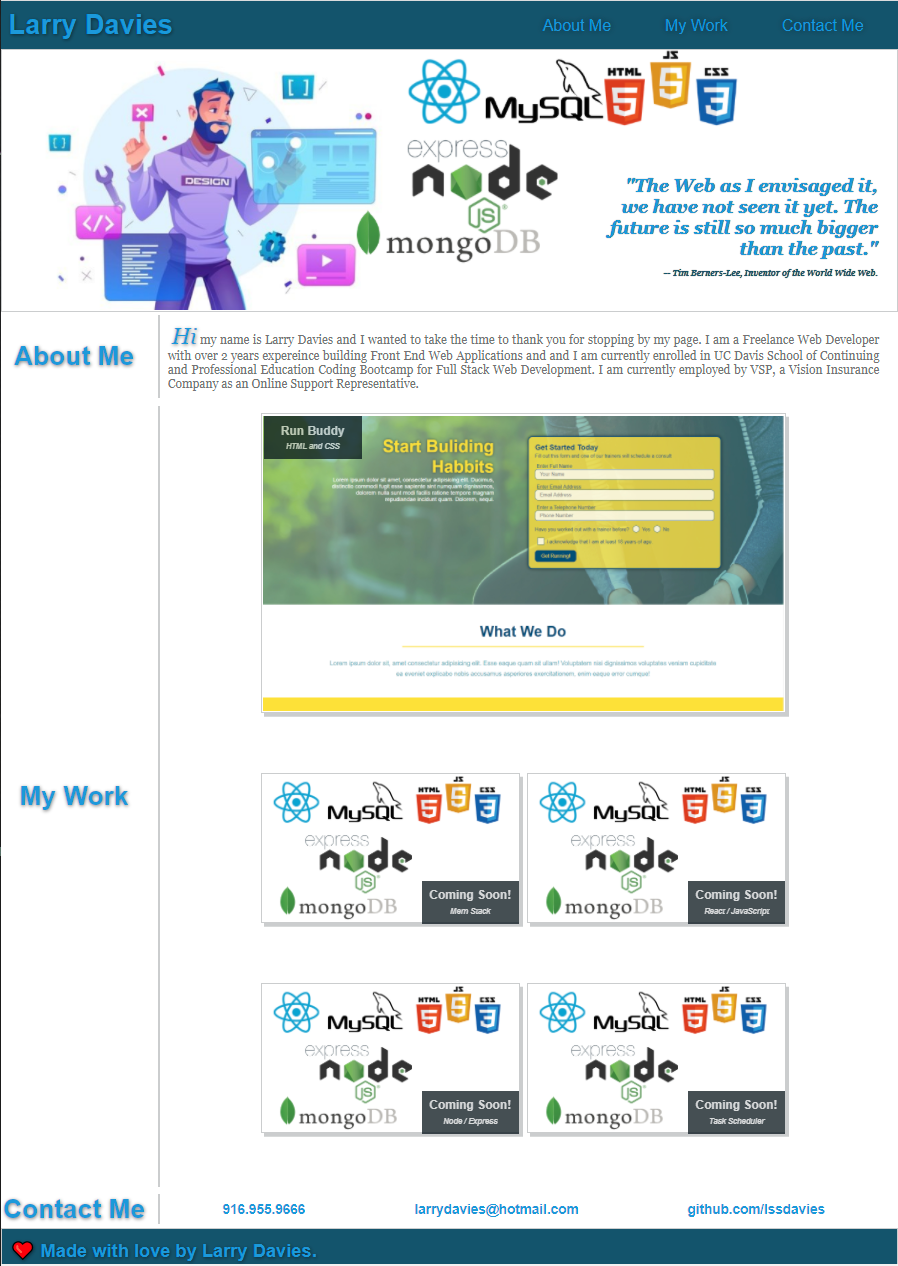 Larry Davies
About Me
My Work
Contact Me
HTML
JS
CSS
MySQL
express
node
JS
mongoDB
DESIGN
"The Web as I envisaged it,
we have not seen it yet. The
future is still so much bigger
than the past."
— Tim Berners-Lee, Inventor of the World Wide Web.
About Me
Hi my name is Larry Davies and I wanted to take the time to thank you for stopping by my page. I am a Freelance Web Developer
with over 2 years expereince building Front End Web Applications and and I am currently enrolled in UC Davis School of Continuing
and Professional Education Coding Bootcamp for Full Stack Web Development. I am currently employed by VSP, a Vision Insurance
Company as an Online Support Representative.
My Work
Run Buddy
HTML and CSS
Start Buliding
Habbits
Lorem ipsum dolor sit amet, consectetur adipisicing elit. Ducimus,
distinctio commodi fugit esse sapiente sint numquam dignissimos,
dolorem nulla sunt modi facilis ratione tempore magnam
repudiandae incidunt quam. Dolorem, sequi.
Get Started Today
Fill out this form and one of our trainers will schedule a consult!
Enter Full Name
Your Name
Enter Email Address
Email Address
Enter a Telephone Number
Phone Number
Have you worked out with a trainer before? Yes No
I acknowledge that I am at least 18 years of age
Get Running!
What We Do
Lorem ipsum dolor sit, amet consectetur adipisicing elit. Esse eaque quam sit ullam! Voluptatem nisi dignissimos voluptates veniam cupiditate
ea eveniet explicabo nobis accusamus asperiores exercitationem, enim eaque error cumque!
HTML
JS
CSS
MySQL
express
node
JS
mongoDB
Coming Soon!
Mern Stack
HTML
JS
CSS
MySQL
express
node
JS
mongoDB
Coming Soon!
React / JavaScript
HTML
JS
CSS
MySQL
express
node
JS
mongoDB
Coming Soon!
Node / Express
HTML
JS
CSS
MySQL
express
node
JS
mongoDB
Coming Soon!
Task Scheduler
Contact Me
916.955.9666
larrydavies@hotmail.com
github.com/lssdavies
Made with love by Larry Davies.